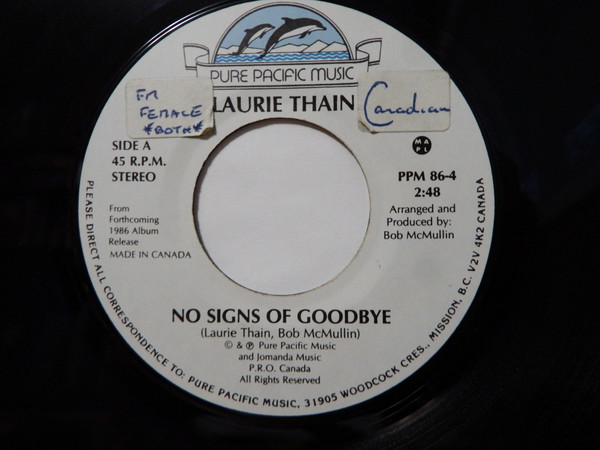 PURE PACIFIC MUSIC
LAURIE THAIN
FM
FEMALE
*BOTH*
Canadian
SIDE A
45 R.P.M.
STEREO
MAPL
PPM 86-4
2:48
From
Forthcoming
1986 Album
Release
MADE IN CANADA
Arranged and
Produced by:
Bob McMullin
NO SIGNS OF GOODBYE
(Laurie Thain, Bob McMullin)
© & ℗ Pure Pacific Music
and Jomanda Music
P.R.O. Canada
All Rights Reserved
PLEASE DIRECT ALL CORRESPONDENCE TO: PURE PACIFIC MUSIC, 31905 WOODCOCK CRES., MISSION, B.C. V2V 4K2 CANADA